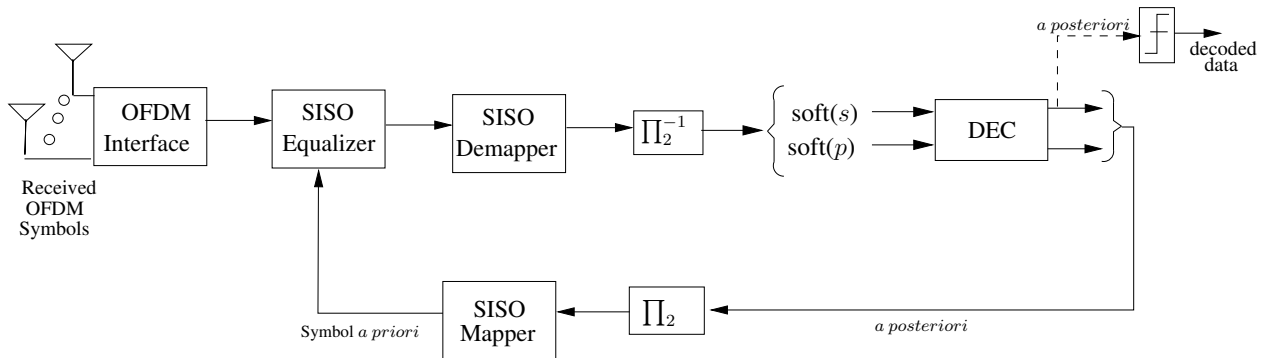 a posteriori
decoded
data
OFDM
Interface
SISO
Equalizer
SISO
Demapper
∏₂⁻¹
soft(s)
soft(p)
DEC
Received
OFDM
Symbols
Symbol a priori
SISO
Mapper
∏₂
a posteriori